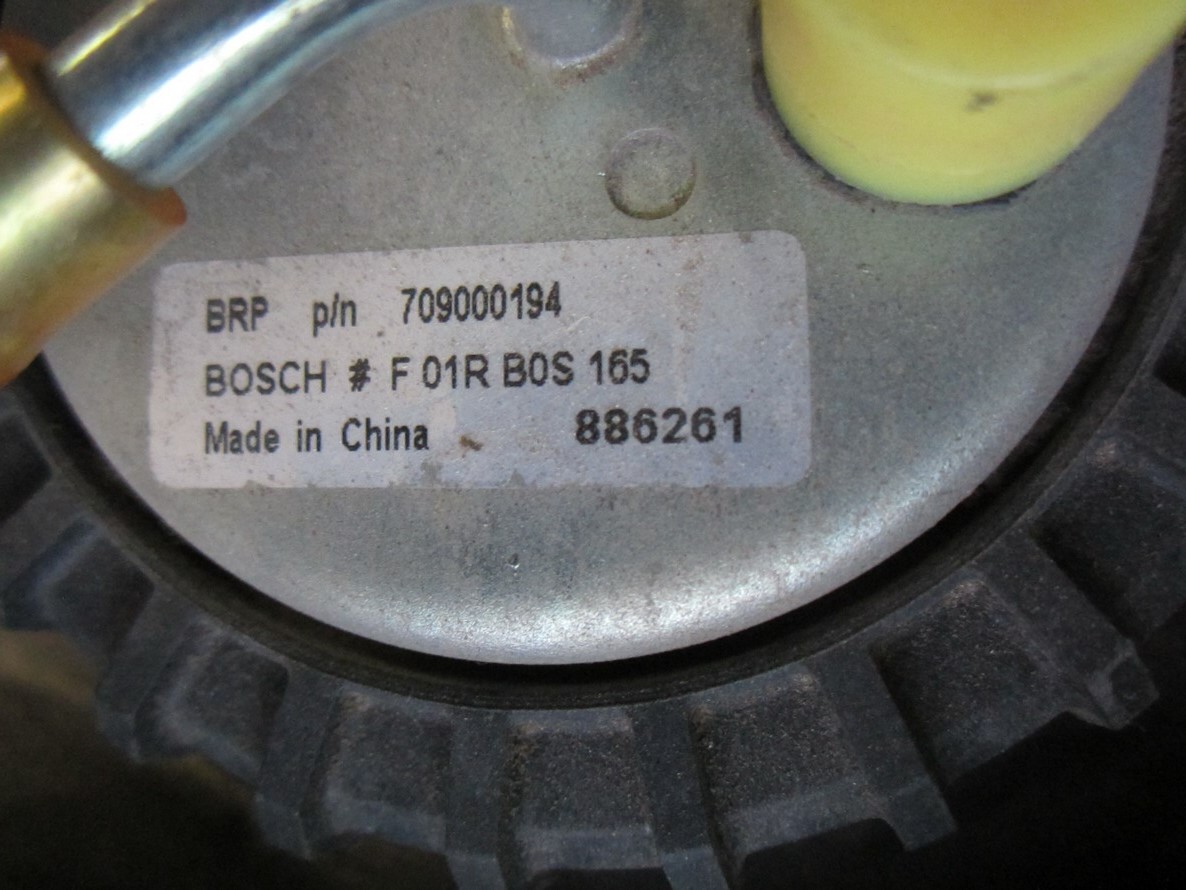 BRP p/n 709000194
BOSCH # F 01R B0S 165
Made in China 886261